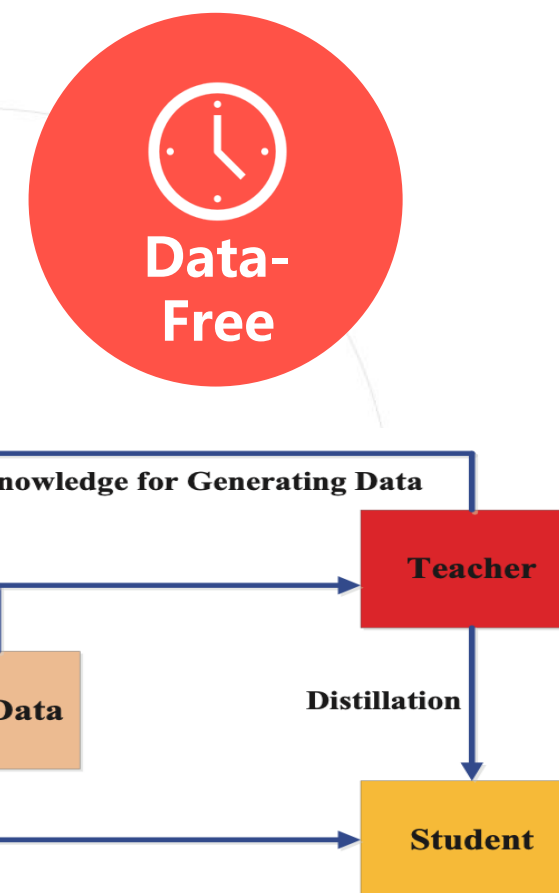 Data-
Free
nowledge for Generating Data
Teacher
Data
Distillation
Student